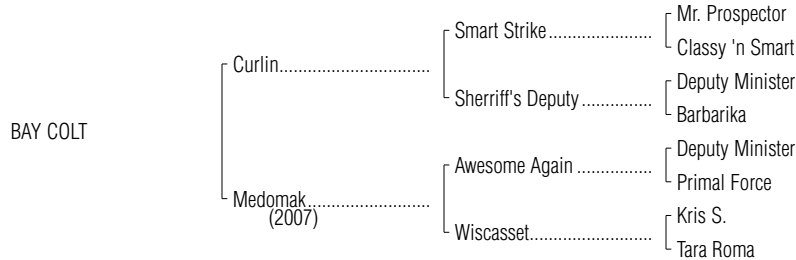 Mr. Prospector
Smart Strike......................
Classy 'n Smart
Curlin................................
Deputy Minister
Sherriff's Deputy ...............
Barbarika
BAY COLT
Deputy Minister
Awesome Again ................
Primal Force
Medomak..........................
(2007)
Kris S.
Wiscasset..........................
Tara Roma